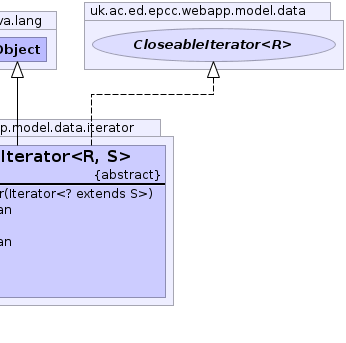 va.lang
Object
uk.ac.ed.epcc.webapp.model.data
CloseableIterator<R>
p.model.data.iterator
Iterator<R, S>
{abstract}
r(Iterator<? extends S>)
an
an